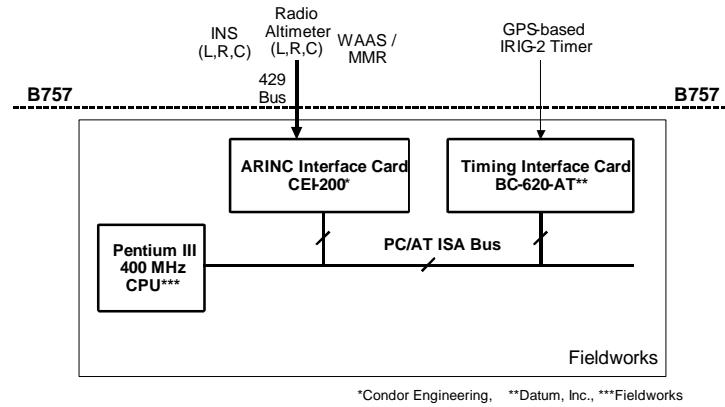 INS
(L,R,C)
Radio
Altimeter
(L,R,C)
WAAS /
MMR
GPS-based
IRIG-2 Timer
429
Bus
B757
B757
ARINC Interface Card
CEI-200*
Timing Interface Card
BC-620-AT**
Pentium III
400 MHz
CPU***
PC/AT ISA Bus
Fieldworks
*Condor Engineering, **Datum, Inc., ***Fieldworks